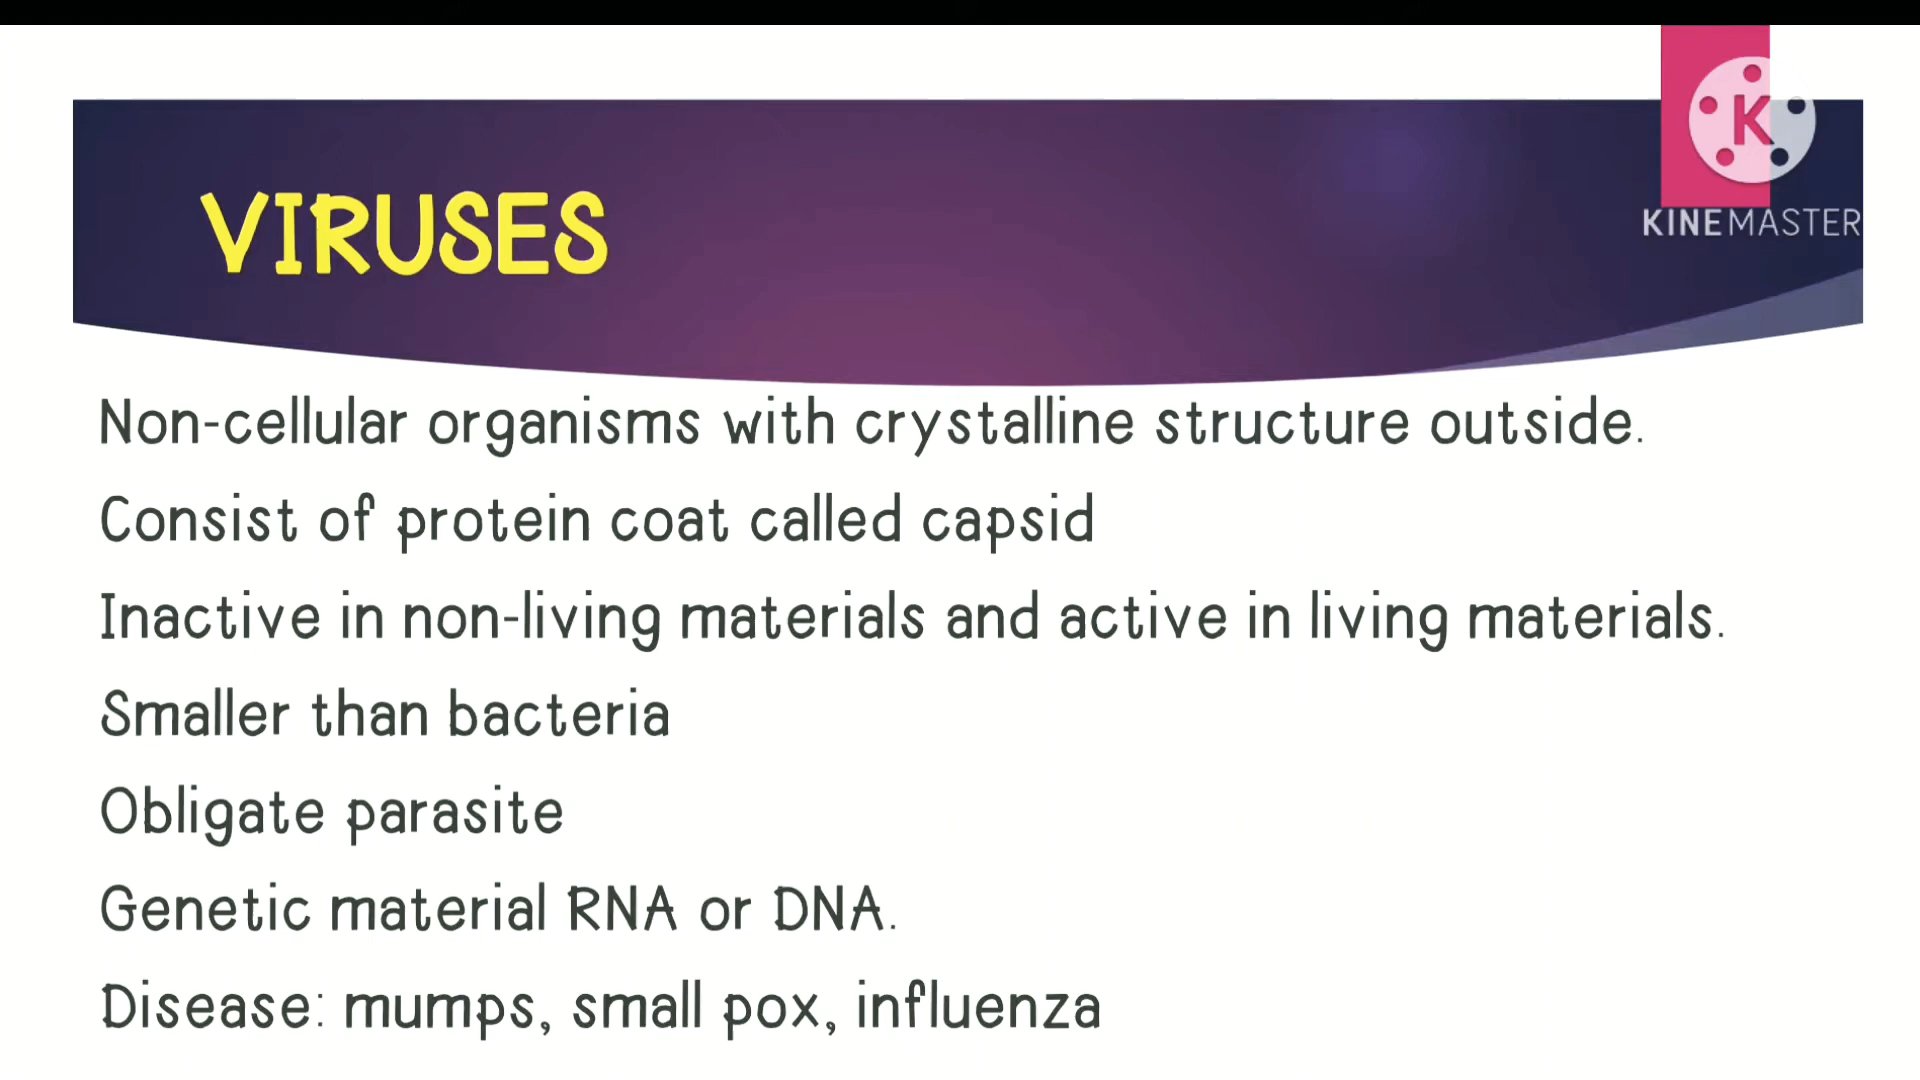 K
KINEMASTER
VIRUSES
Non-cellular organisms with crystalline structure outside.
Consist of protein coat called capsid
Inactive in non-living materials and active in living materials.
Smaller than bacteria
Obligate parasite
Genetic material RNA or DNA.
Disease: mumps, small pox, influenza